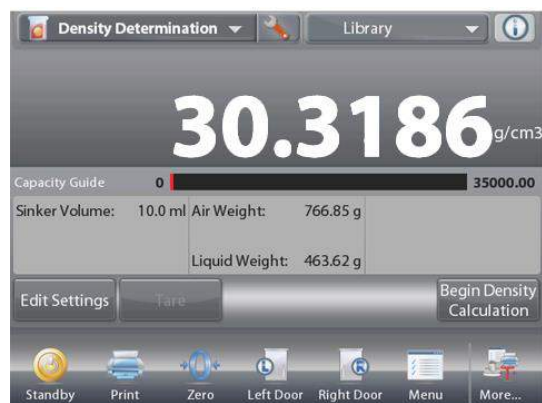 Density Determination Library
30.3186 g/cm3
Capacity Guide 0 35000.00
Sinker Volume: 10.0 ml Air Weight: 766.85 g
Liquid Weight: 463.62 g
Edit Settings Tare Begin Density
Calculation
Standby Print Zero Left Door Right Door Menu More...